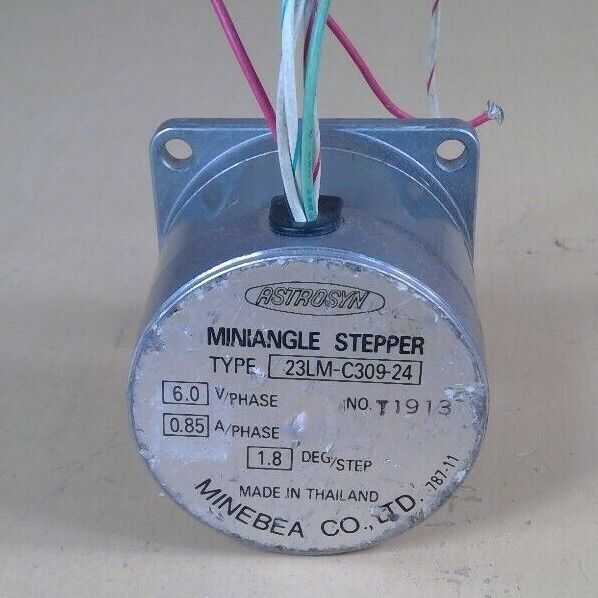 ASTROSYN
MINIANGLE STEPPER
TYPE 23LM-C309-24
6.0 V/PHASE NO. T1913
0.85 A/PHASE
1.8 DEG/STEP
MADE IN THAILAND
MINEBEA CO., LTD. 787-11